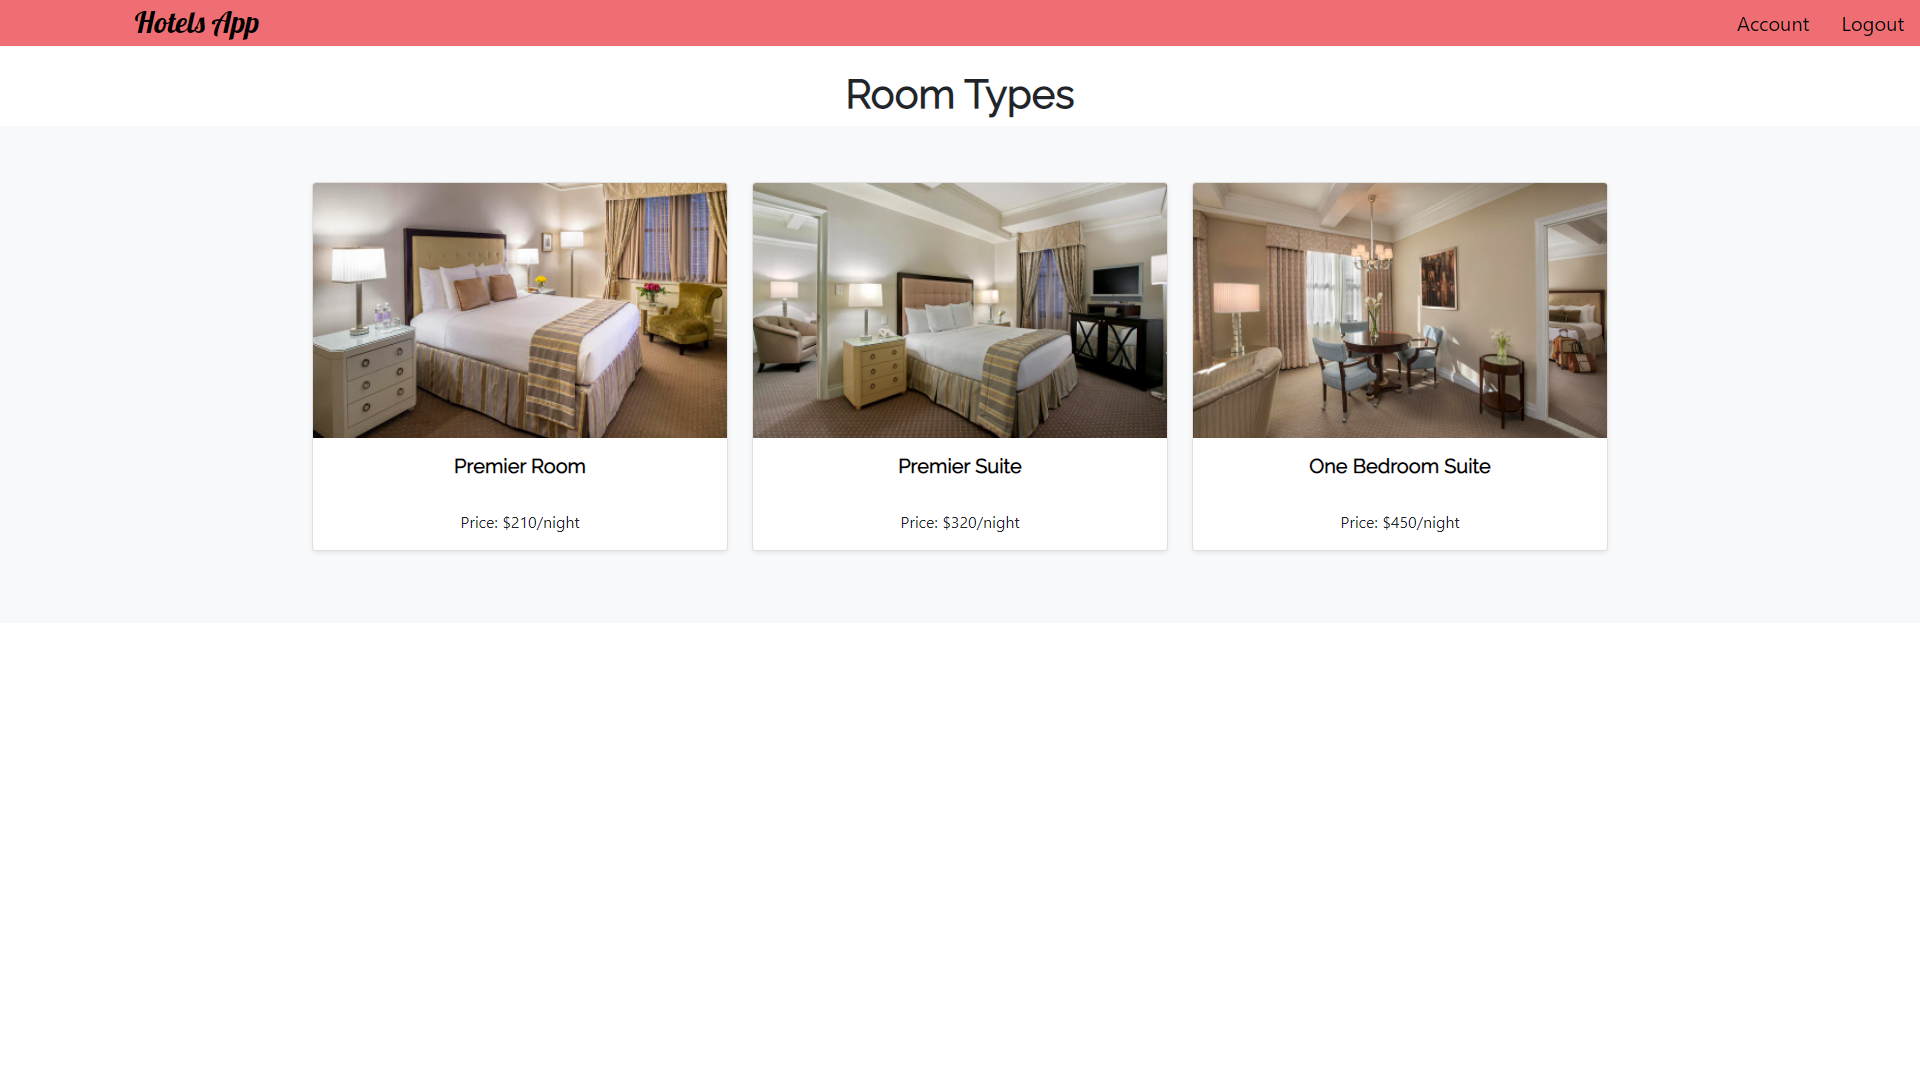 Hotels App
Account
Logout
Room Types
Premier Room
Price: $210/night
Premier Suite
Price: $320/night
One Bedroom Suite
Price: $450/night